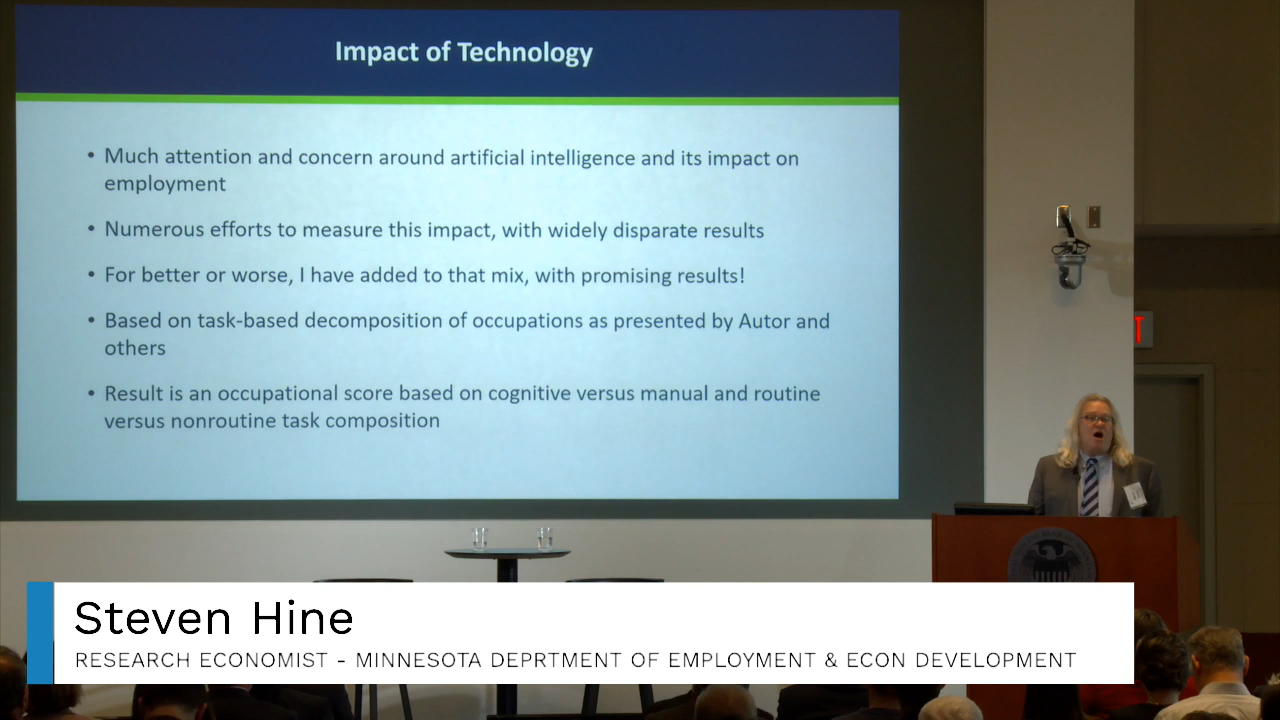 Impact of Technology
• Much attention and concern around artificial intelligence and its impact on
employment
• Numerous efforts to measure this impact, with widely disparate results
• For better or worse, I have added to that mix, with promising results!
• Based on task-based decomposition of occupations as presented by Autor and
others
• Result is an occupational score based on cognitive versus manual and routine
versus nonroutine task composition
Steven Hine
RESEARCH ECONOMIST - MINNESOTA DEPRTMENT OF EMPLOYMENT & ECON DEVELOPMENT